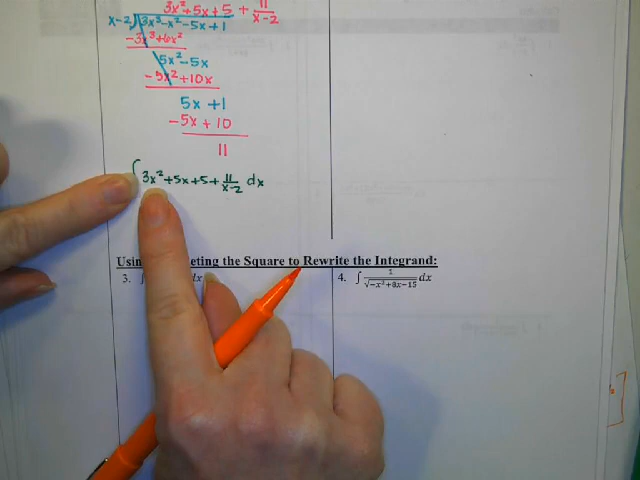 3x² + 5x + 5 + 11/(x-2)
x-2 3x³ - x² - 5x + 1
-3x³ + 6x²
5x² - 5x
-5x² + 10x
5x + 1
-5x + 10
11
∫ 3x² + 5x + 5 + 11/(x-2) dx
Usin eting the Square to Rewrite the Integrand:
3. ∫ dx
4. ∫ 1/√(-x²+8x-15) dx